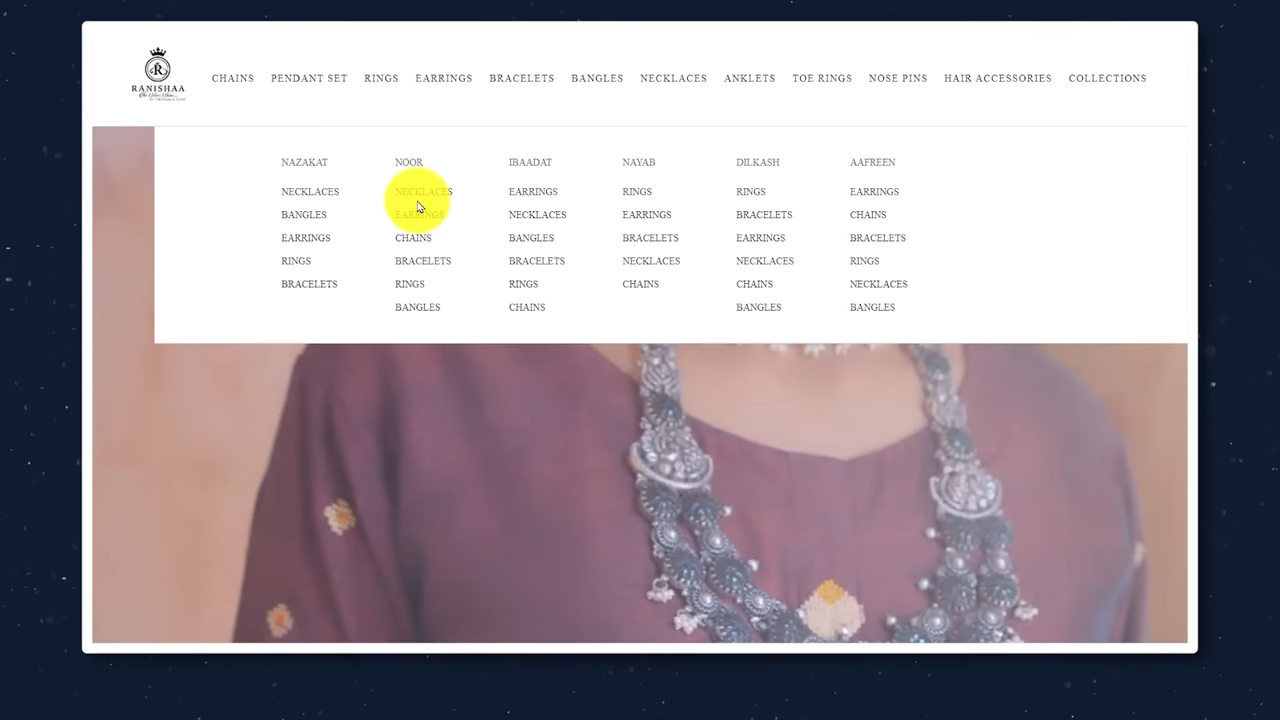 RANISHAA
CHAINS PENDANT SET RINGS EARRINGS BRACELETS BANGLES NECKLACES ANKLETS TOE RINGS NOSE PINS HAIR ACCESSORIES COLLECTIONS
NAZAKAT
NECKLACES
BANGLES
EARRINGS
RINGS
BRACELETS
NOOR
NECKLACES
EARRINGS
CHAINS
BRACELETS
RINGS
BANGLES
IBAADAT
EARRINGS
NECKLACES
BANGLES
BRACELETS
RINGS
CHAINS
NAYAB
RINGS
EARRINGS
BRACELETS
NECKLACES
CHAINS
DILKASH
RINGS
BRACELETS
EARRINGS
NECKLACES
CHAINS
BANGLES
AAFREEN
EARRINGS
CHAINS
BRACELETS
RINGS
NECKLACES
BANGLES